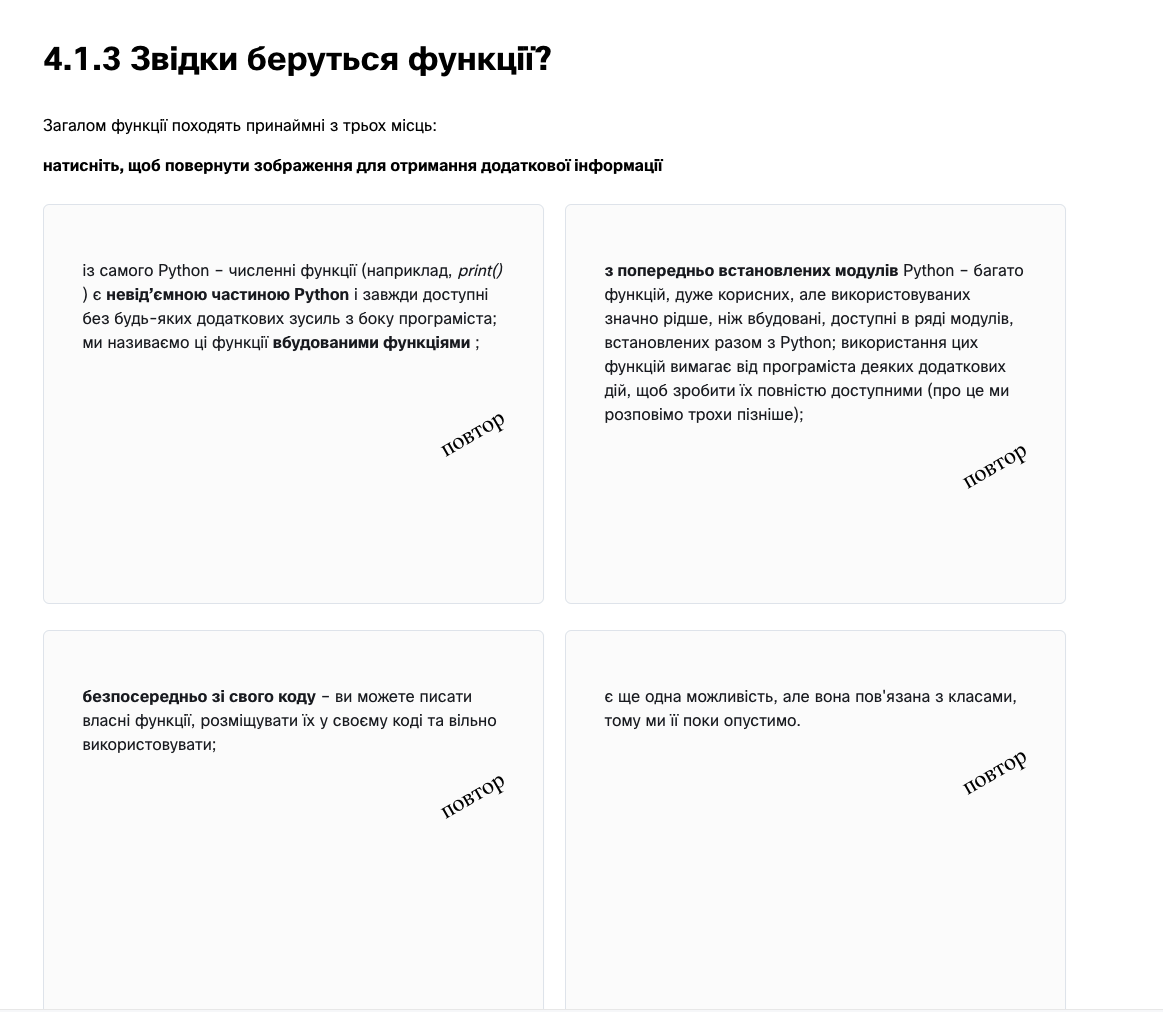 4.1.3 Звідки беруться функції?
Загалом функції походять принаймні з трьох місць:
натисніть, щоб повернути зображення для отримання додаткової інформації
із самого Python – численні функції (наприклад, print()
) є невід’ємною частиною Python і завжди доступні
без будь-яких додаткових зусиль з боку програміста;
ми називаємо ці функції вбудованими функціями ;
повтор
з попередньо встановлених модулів Python – багато
функцій, дуже корисних, але використовуваних
значно рідше, ніж вбудовані, доступні в ряді модулів,
встановлених разом з Python; використання цих
функцій вимагає від програміста деяких додаткових
дій, щоб зробити їх повністю доступними (про це ми
розповімо трохи пізніше);
повтор
безпосередньо зі свого коду – ви можете писати
власні функції, розміщувати їх у своєму коді та вільно
використовувати;
повтор
є ще одна можливість, але вона пов'язана з класами,
тому ми її поки опустимо.
повтор